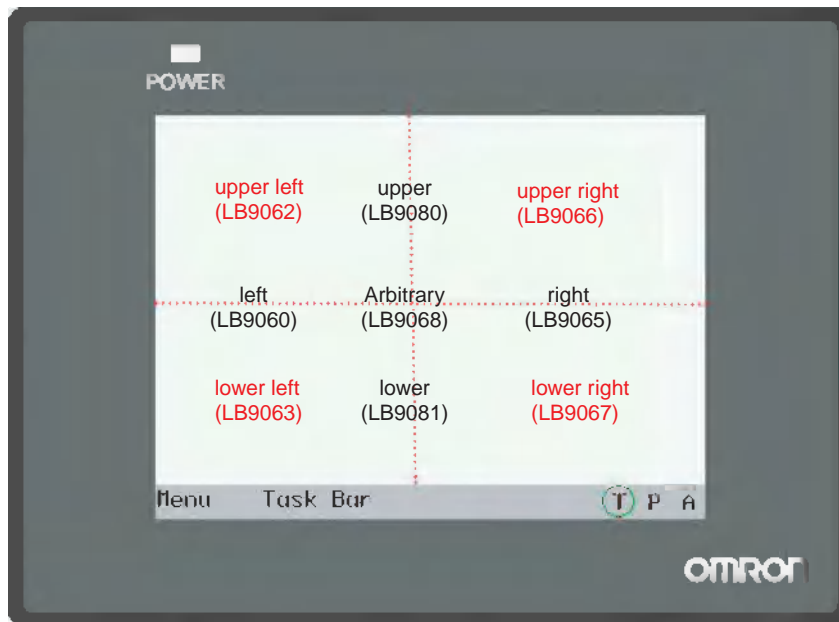 POWER
upper left upper upper right
(LB9062) (LB9080) (LB9066)
left Arbitrary right
(LB9060) (LB9068) (LB9065)
lower left lower lower right
(LB9063) (LB9081) (LB9067)
Menu Task Bar T P A
OMRON